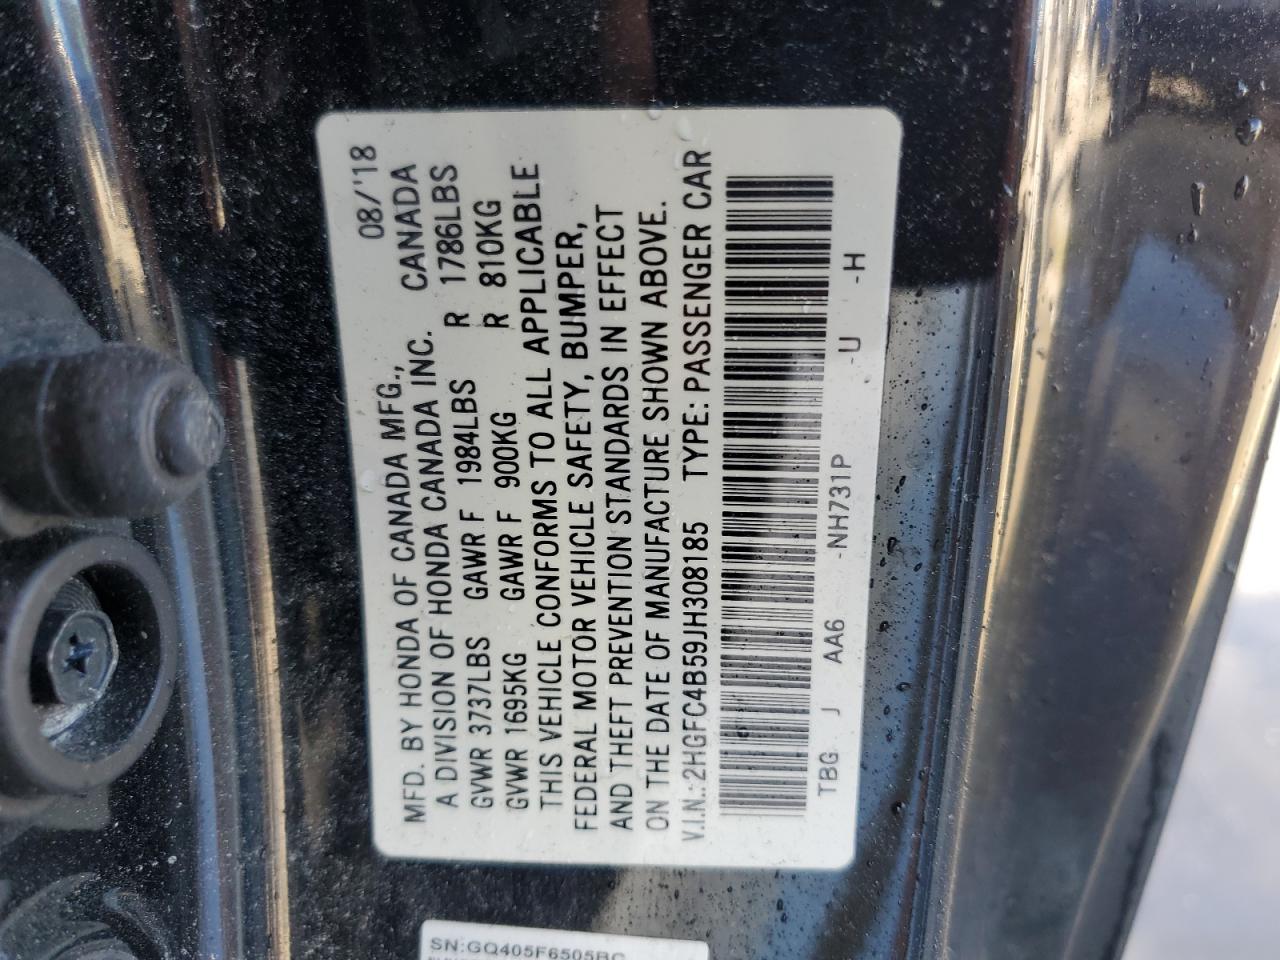 08/'18
MFD. BY HONDA OF CANADA MFG., CANADA
A DIVISION OF HONDA CANADA INC.
GVWR 3737LBS GAWR F 1984LBS R 1786LBS
GVWR 1695KG GAWR F 900KG R 810KG
THIS VEHICLE CONFORMS TO ALL APPLICABLE
FEDERAL MOTOR VEHICLE SAFETY, BUMPER,
AND THEFT PREVENTION STANDARDS IN EFFECT
ON THE DATE OF MANUFACTURE SHOWN ABOVE.
V.I.N.: 2HGFC4B59JH308185 TYPE: PASSENGER CAR
TBG J AA6 -NH731P -U -H
SN:GQ405F6505BC